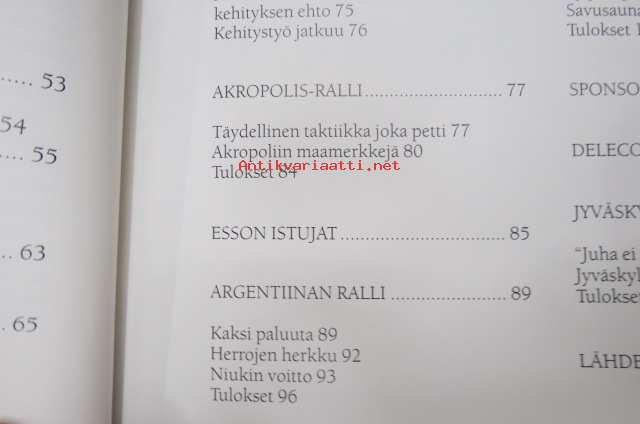 ..... 53
54
.... 55
.. 63
. 65
kehityksen ehto 75
Kehitystyö jatkuu 76
AKROPOLIS-RALLI ........................... 77
Täydellinen taktiikka joka petti 77
Akropoliin maamerkkejä 80
Antikvariaatti.net
Tulokset 84
ESSON ISTUJAT ................................ 85
ARGENTIINAN RALLI ....................... 89
Kaksi paluuta 89
Herrojen herkku 92
Niukin voitto 93
Tulokset 96
Savusauna
Tulokset 1
SPONSO
DELECO
JYVÄSKY
"Juha ei
Jyväskyl
Tulokset
LÄHDE